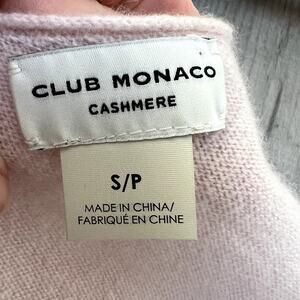 CLUB MONACO
CASHMERE
S/P
MADE IN CHINA/
FABRIQUÉ EN CHINE